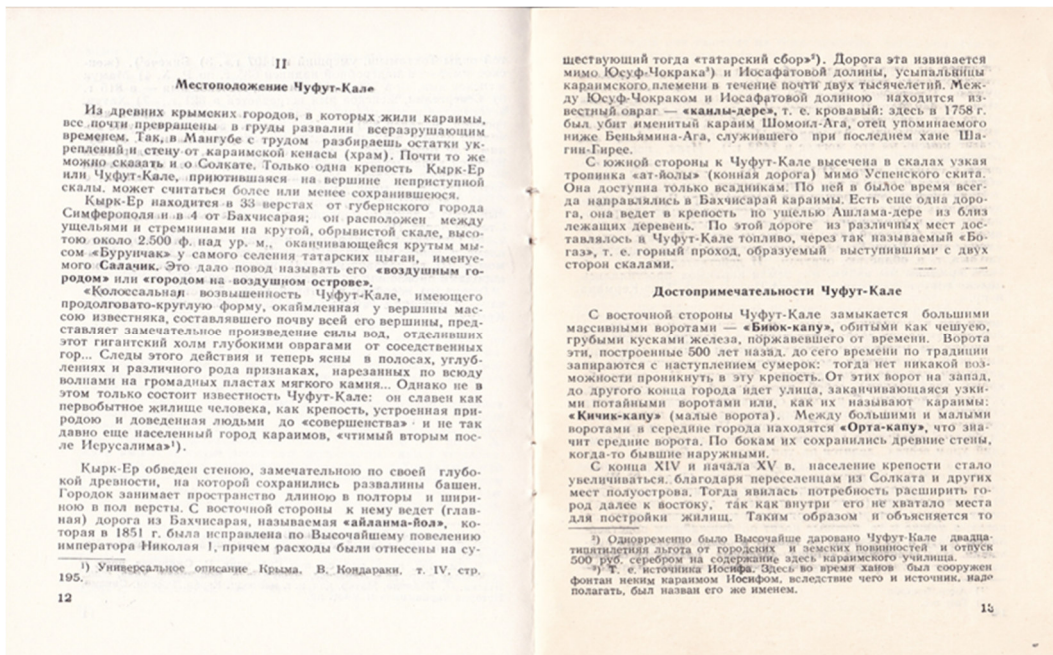 II
Местоположение Чуфут-Кале
Из древних крымских городов, в которых жили караимы,
все почти превращены в груды развалин всеразрушающим
временем. Так, в Мангубе с трудом разбираешь остатки ук-
реплений и стену от караимской кенасы (храм). Почти то же
можно сказать и о Солкате. Только одна крепость Кырк-Ер
или Чуфут-Кале, приютившаяся на вершине неприступной
скалы, может считаться более или менее сохранившеюся.
Кырк-Ер находится в 33 верстах от губернского города
Симферополя и в 4 от Бахчисарая; он расположен между
ущельями и стремнинами на крутой, обрывистой скале, высо-
тою около 2.500 ф. над ур. м., оканчивающейся крутым мы-
сом «Бурунчак» у самого селения татарских цыган, именуе-
мого Салачик. Это дало повод называть его «воздушным го-
родом» или «городом на воздушном острове».
«Колоссальная возвышенность Чуфут-Кале, имеющего
продолговато-круглую форму, окаймленная у вершины мас-
сою известняка, составлявшего почву всей его вершины, пред-
ставляет замечательное произведение силы вод, отделивших
этот гигантский холм глубокими оврагами от соседственных
гор... Следы этого действия и теперь ясны в полосах, углуб-
лениях и различного рода признаках, нарезанных по всюду
волнами на громадных пластах мягкого камня... Однако не в
этом только состоит известность Чуфут-Кале: он славен как
первобытное жилище человека, как крепость, устроенная при-
родою и доведенная людьми до «совершенства» и не так
давно еще населенный город караимов, «чтимый вторым пос-
ле Иерусалима»¹).
Кырк-Ер обведен стеною, замечательною по своей глубо-
кой древности, на которой сохранились развалины башен.
Городок занимает пространство длиною в полторы и шири-
ною в пол версты. С восточной стороны к нему ведет (глав-
ная) дорога из Бахчисарая, называемая «айланма-йол», ко-
торая в 1851 г. была исправлена по Высочайшему повелению
императора Николая I, причем расходы были отнесены на су-
¹) Универсальное описание Крыма. В. Кондараки. т. IV, стр.
195.
12
ществующий тогда «татарский сбор»²). Дорога эта извивается
мимо Юсуф-Чокрака³) и Иосафатовой долины, усыпальницы
караимского племени в течение почти двух тысячелетий. Меж-
ду Юсуф-Чокраком и Иосафатовой долиною находится из-
вестный овраг — «канлы-дере», т. е. кровавый: здесь в 1758 г.
был убит именитый караим Шомоил-Ага, отец упоминаемого
ниже Беньямина-Ага, служившего при последнем хане Ша-
гин-Гирее.
С южной стороны к Чуфут-Кале высечена в скалах узкая
тропинка «ат-йолы» (конная дорога) мимо Успенского скита.
Она доступна только всадникам. По ней в былое время всег-
да направлялись в Бахчисарай караимы. Есть еще одна доро-
га, она ведет в крепость по ущелью Ашлама-дере из близ
лежащих деревень. По этой дороге из различных мест дос-
тавлялось в Чуфут-Кале топливо, через так называемый «Бо-
газ», т. е. горный проход, образуемый выступившими с двух
сторон скалами.
Достопримечательности Чуфут-Кале
С восточной стороны Чуфут-Кале замыкается большими
массивными воротами — «Биюк-капу», обитыми как чешуею,
грубыми кусками железа, поржавевшего от времени. Ворота
эти, построенные 500 лет назад, до сего времени по традиции
запираются с наступлением сумерок: тогда нет никакой воз-
можности проникнуть в эту крепость. От этих ворот на запад,
до другого конца города идет улица, заканчивающаяся узки-
ми потайными воротами или, как их называют караимы:
«Кичик-капу» (малые ворота). Между большими и малыми
воротами в середине города находятся «Орта-капу», что зна-
чит средние ворота. По бокам их сохранились древние стены,
когда-то бывшие наружными.
С конца XIV и начала XV в. население крепости стало
увеличиваться, благодаря переселенцам из Солката и других
мест полуострова. Тогда явилась потребность расширить го-
род далее к востоку, так как внутри его не хватало места
для постройки жилищ. Таким образом и объясняется то
²) Одновременно было Высочайше даровано Чуфут-Кале двадца-
типятилетняя льгота от городских и земских повинностей и отпуск
500 руб. серебром на содержание здесь караимского училища.
³) Т. е. источника Иосифа. Здесь во время ханов был сооружен
фонтан неким караимом Иосифом, вследствие чего и источник, надо
полагать, был назван его же именем.
13